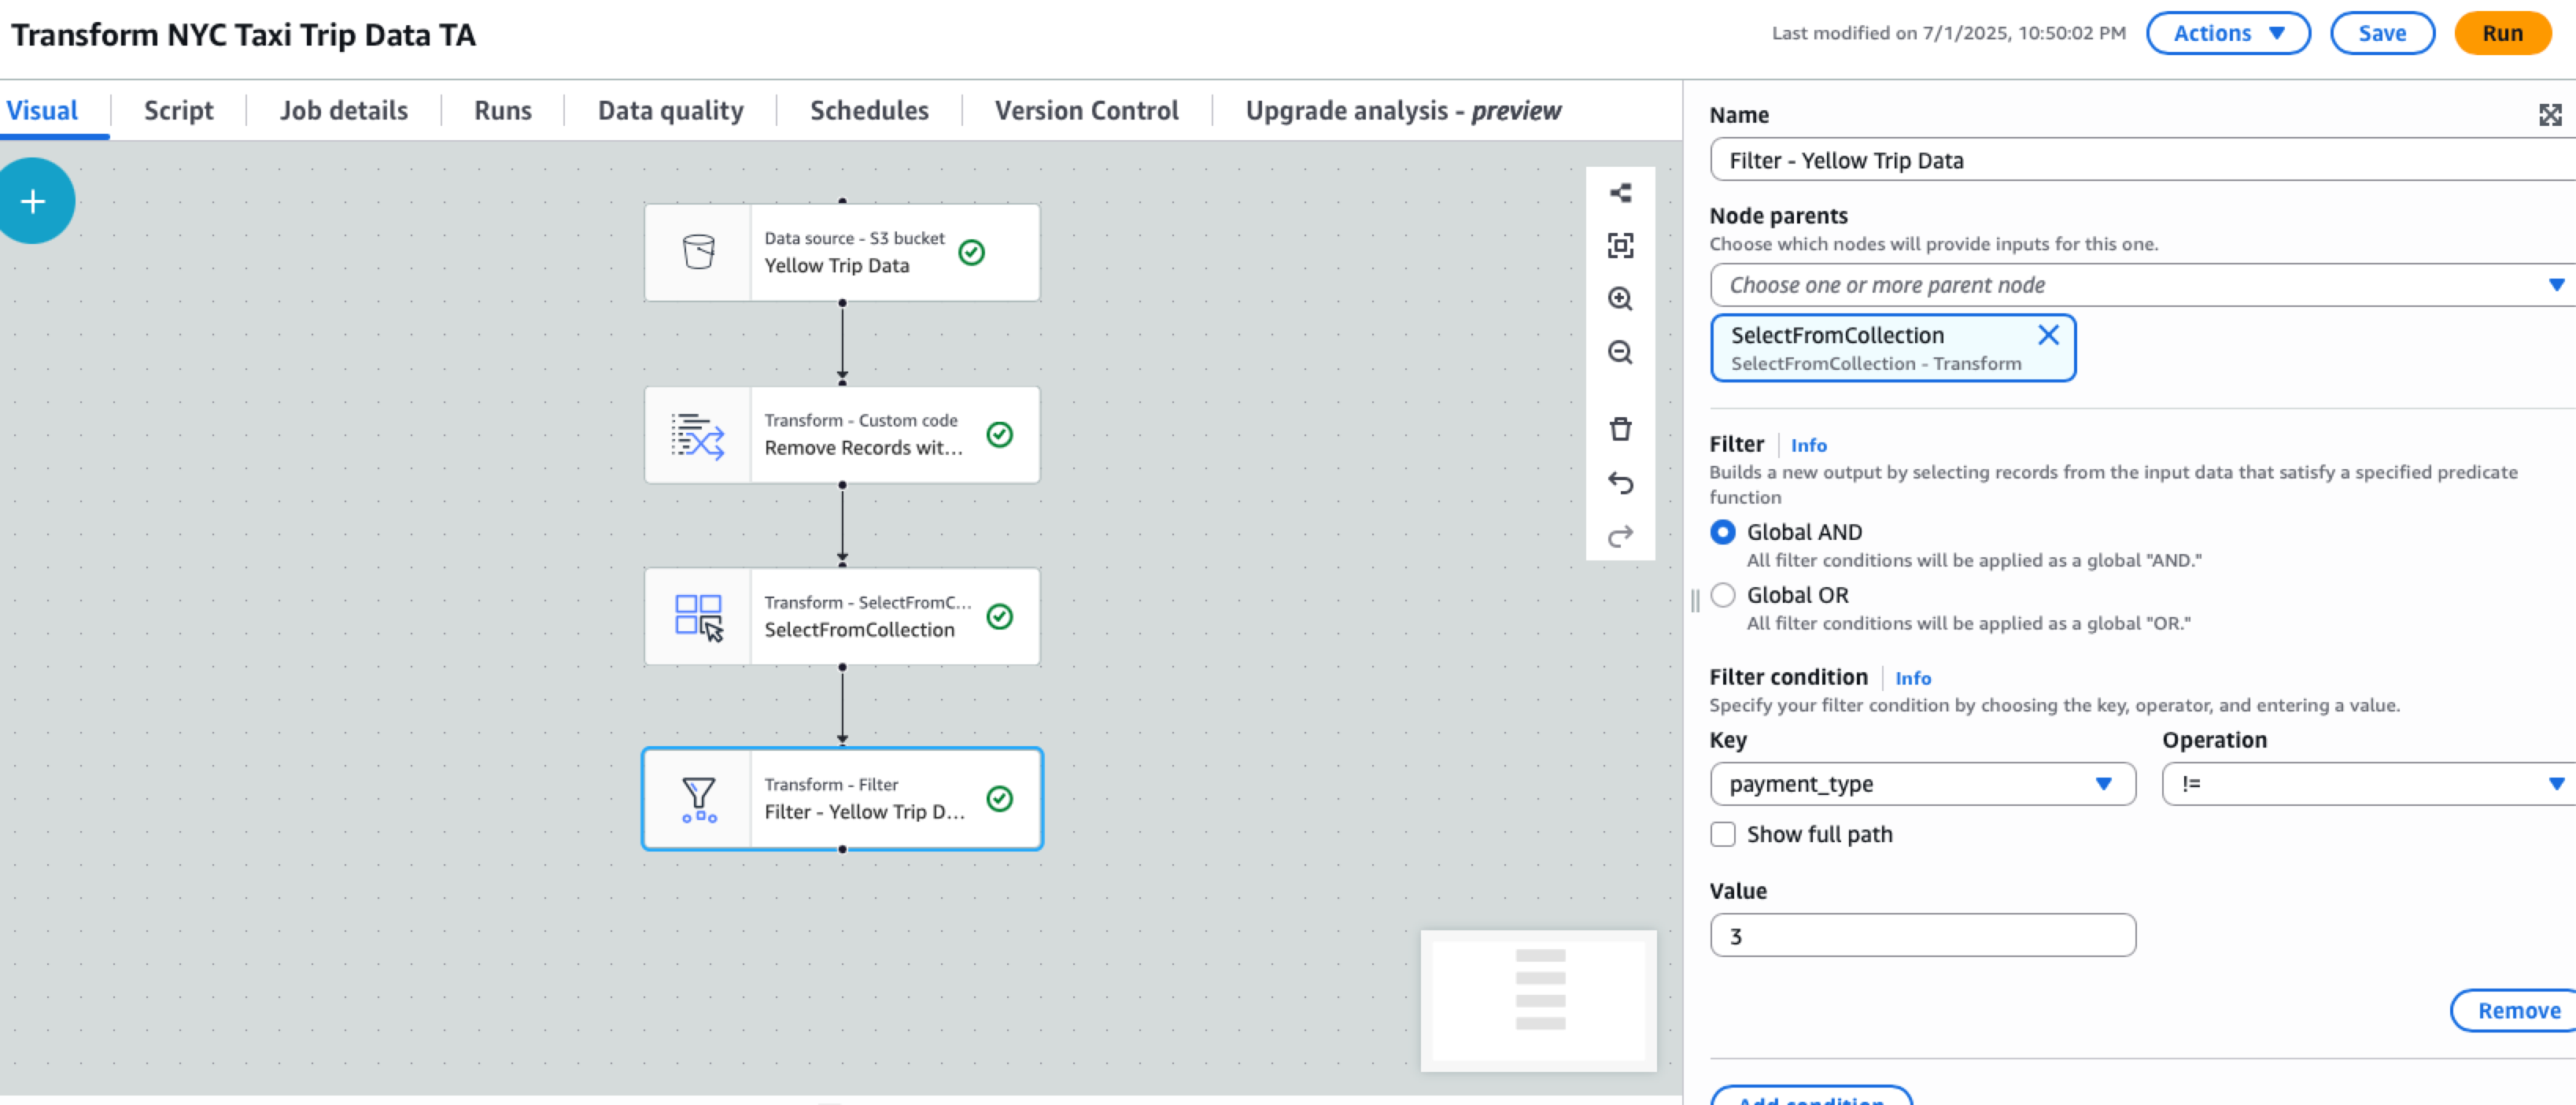 Transform NYC Taxi Trip Data TA
Last modified on 7/1/2025, 10:50:02 PM
Actions
Save
Run
Visual
Script
Job details
Runs
Data quality
Schedules
Version Control
Upgrade analysis - preview
Data source - S3 bucket
Yellow Trip Data
Transform - Custom code
Remove Records wit...
Transform - SelectFromC...
SelectFromCollection
Transform - Filter
Filter - Yellow Trip D...
Name
Filter - Yellow Trip Data
Node parents
Choose which nodes will provide inputs for this one.
Choose one or more parent node
SelectFromCollection
SelectFromCollection - Transform
Filter
Info
Builds a new output by selecting records from the input data that satisfy a specified predicate
function
Global AND
All filter conditions will be applied as a global "AND."
Global OR
All filter conditions will be applied as a global "OR."
Filter condition
Info
Specify your filter condition by choosing the key, operator, and entering a value.
Key
Operation
payment_type
!=
Show full path
Value
3
Remove
Add condition